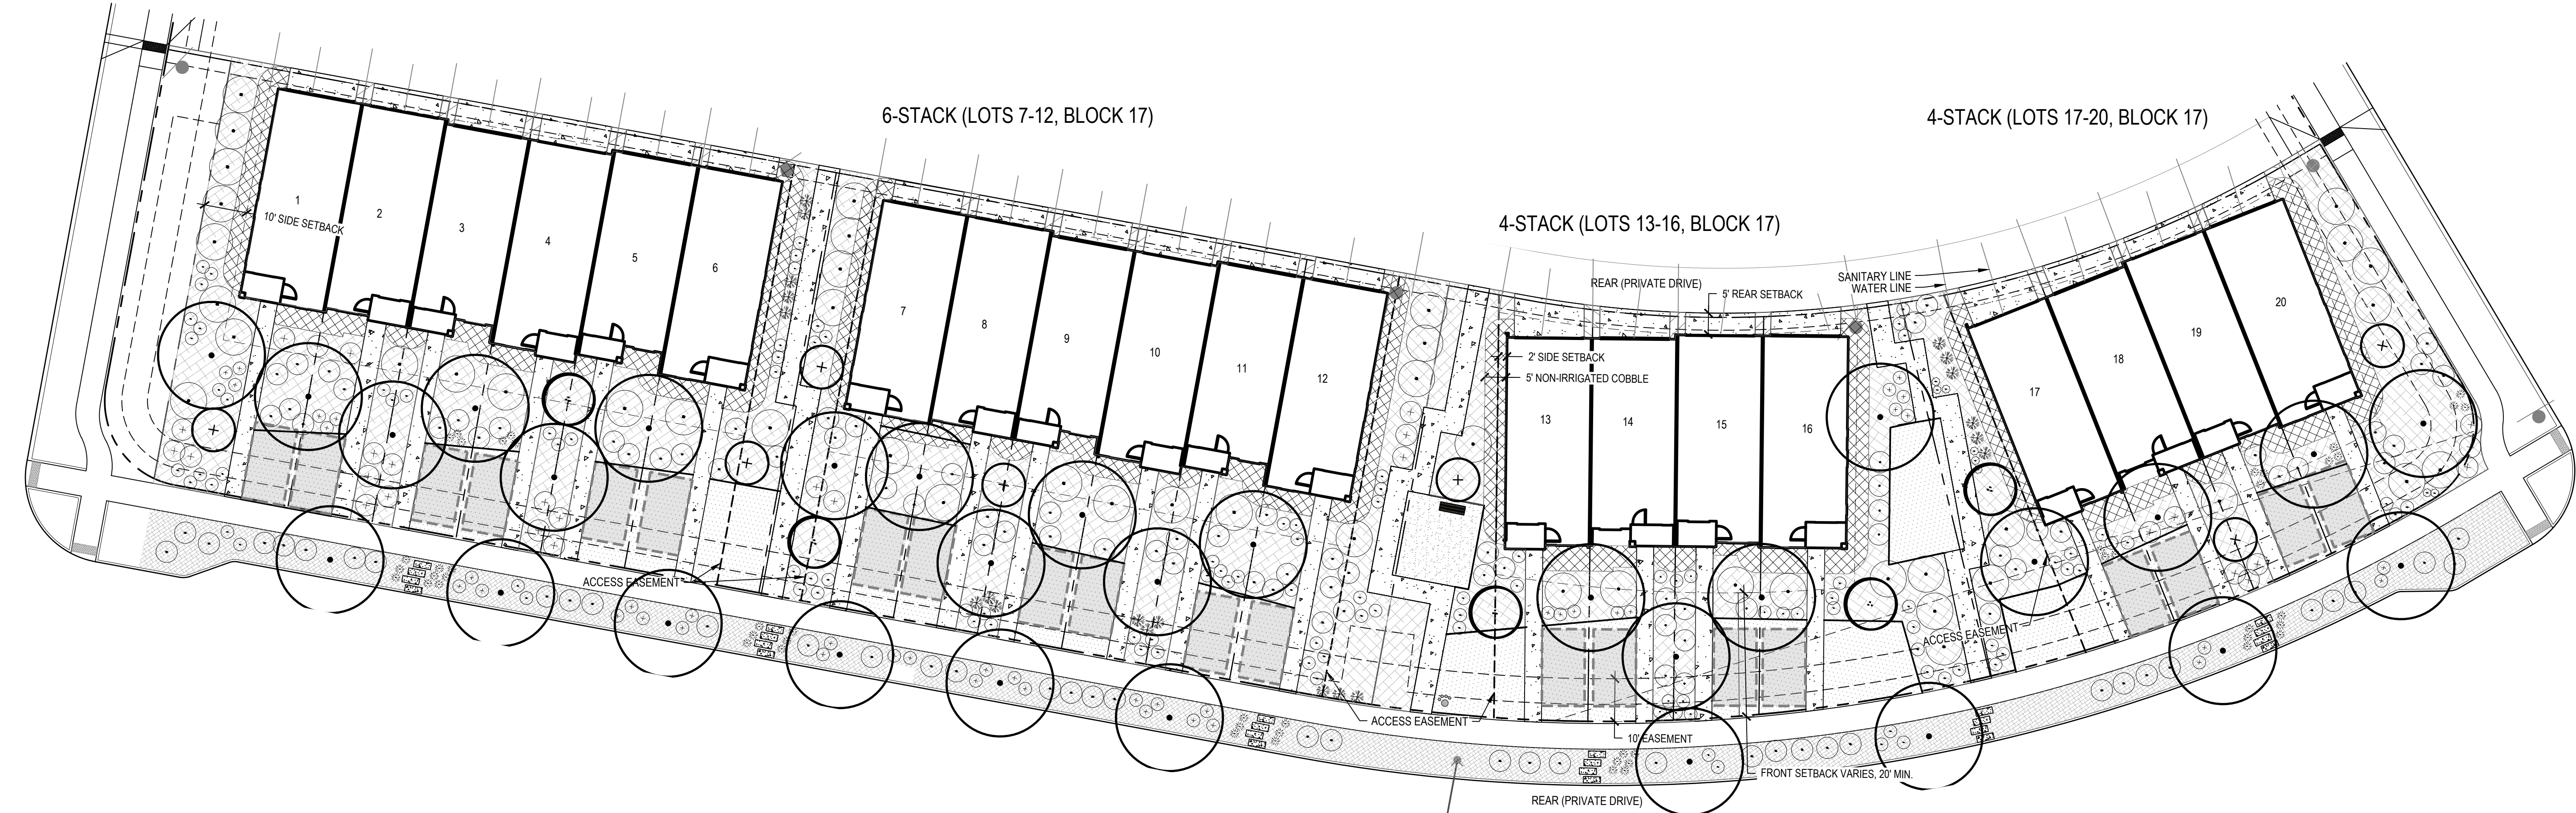 6-STACK (LOTS 7-12, BLOCK 17)
4-STACK (LOTS 17-20, BLOCK 17)
4-STACK (LOTS 13-16, BLOCK 17)
1
10' SIDE SETBACK
2
3
4
5
6
7
8
9
10
11
12
REAR (PRIVATE DRIVE)
5' REAR SETBACK
SANITARY LINE
WATER LINE
2' SIDE SETBACK
5' NON-IRRIGATED COBBLE
13
14
15
16
17
18
19
20
ACCESS EASEMENT
ACCESS EASEMENT
ACCESS EASEMENT
10' EASEMENT
FRONT SETBACK VARIES, 20' MIN.
REAR (PRIVATE DRIVE)